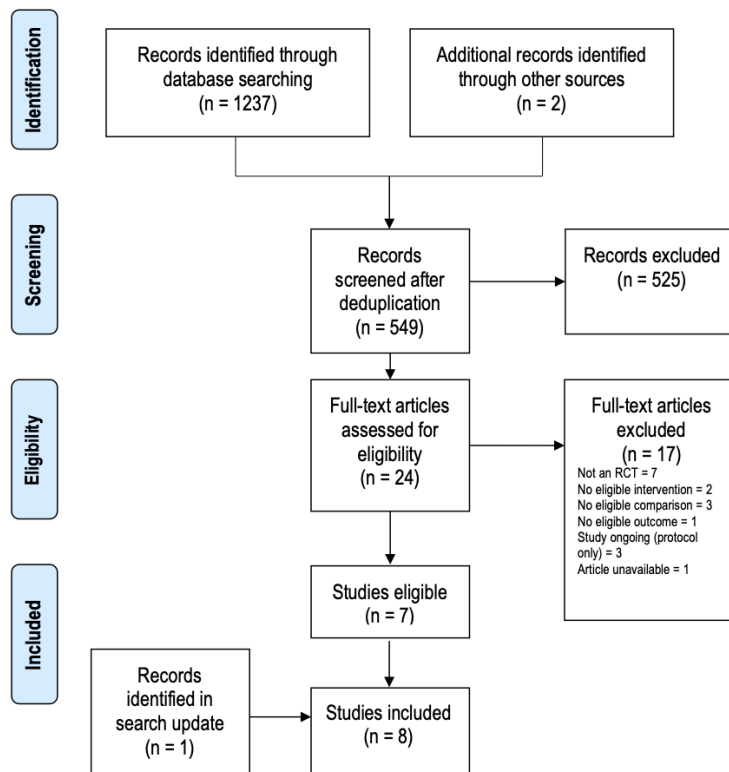 Identification
Records identified through
database searching
(n = 1237)
Additional records identified
through other sources
(n = 2)
Screening
Records
screened after
deduplication
(n = 549)
Records excluded
(n = 525)
Eligibility
Full-text articles
assessed for
eligibility
(n = 24)
Full-text articles
excluded
(n = 17)
Not an RCT = 7
No eligible intervention = 2
No eligible comparison = 3
No eligible outcome = 1
Study ongoing (protocol
only) = 3
Article unavailable = 1
Included
Studies eligible
(n = 7)
Records
identified in
search update
(n = 1)
Studies included
(n = 8)